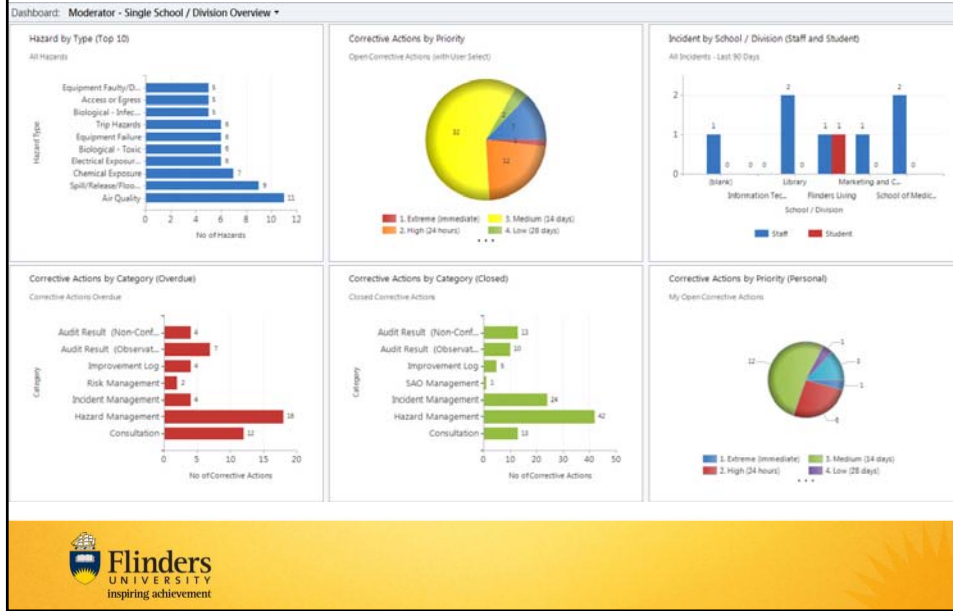 Dashboard: Moderator - Single School / Division Overview
Hazard by Type (Top 10)
All Hazards
Hazard Type
Equipment Faulty/D... 5
Access or Egress 5
Biological - Infec... 5
Trip Hazards 6
Equipment Failure 6
Biological - Toxic 6
Electrical Exposur... 6
Chemical Exposure 7
Spill/Release/Floo... 9
Air Quality 11
0 2 4 6 8 10 12
No of Hazards
Corrective Actions by Priority
Open Corrective Actions (with User Select)
32
12
1. Extreme (immediate) 3. Medium (14 days)
2. High (24 hours) 4. Low (28 days)
...
Incident by School / Division (Staff and Student)
All Incidents - Last 90 Days
2
1
0
1 0 0 0 2 0 1 1 1 0 2 0
(blank) Library Marketing and C...
Information Tec... Flinders Living School of Medic...
School / Division
Staff Student
Corrective Actions by Category (Overdue)
Corrective Actions Overdue
Category
Audit Result (Non-Conf... 4
Audit Result (Observat... 7
Improvement Log 4
Risk Management 2
Incident Management 4
Hazard Management 18
Consultation 12
0 5 10 15 20
No of Corrective Actions
Corrective Actions by Category (Closed)
Closed Corrective Actions
Category
Audit Result (Non-Conf... 13
Audit Result (Observat... 10
Improvement Log
SAO Management 1
Incident Management 24
Hazard Management 42
Consultation 13
0 10 20 30 40 50
No of Corrective Actions
Corrective Actions by Priority (Personal)
My Open Corrective Actions
12
1
3
1
1. Extreme (immediate) 3. Medium (14 days)
2. High (24 hours) 4. Low (28 days)
...
Flinders
UNIVERSITY
inspiring achievement